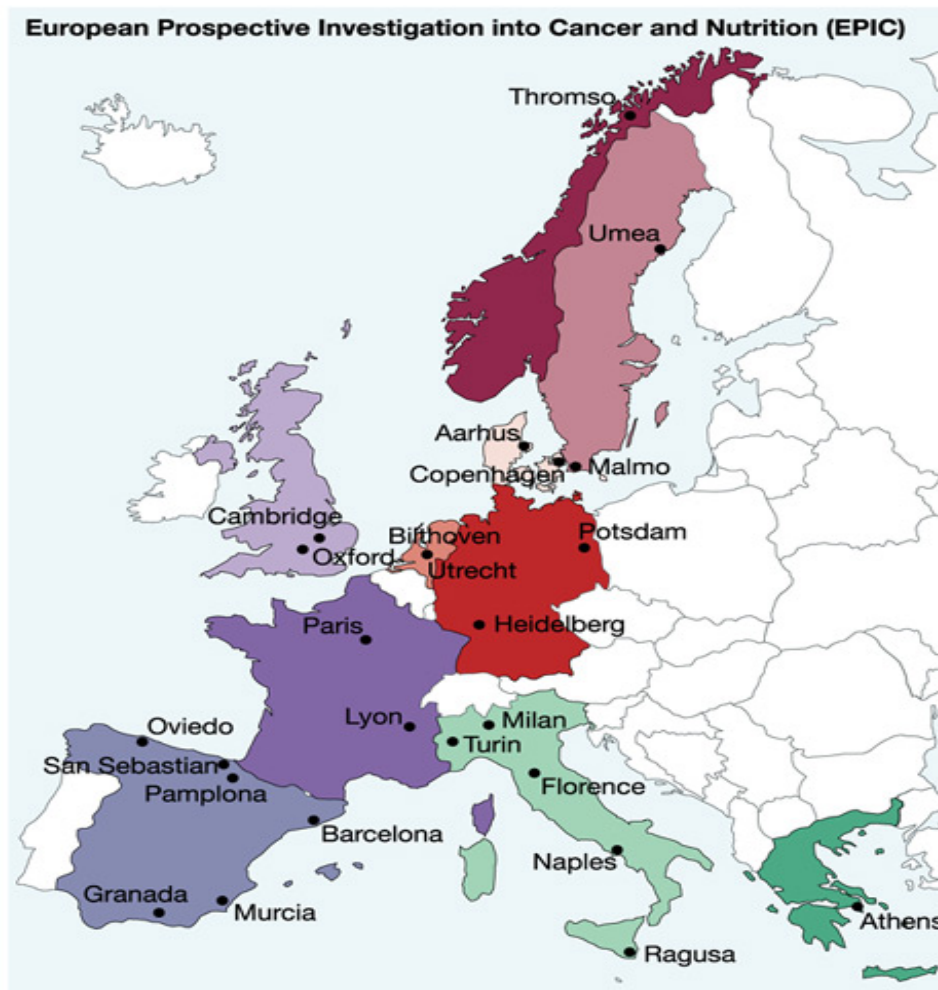 European Prospective Investigation into Cancer and Nutrition (EPIC)
Thromso
Umea
Aarhus
Copenhagen
Malmo
Cambridge
Oxford
Bilthoven
Utrecht
Potsdam
Paris
Heidelberg
Lyon
Milan
Turin
Oviedo
San Sebastian
Pamplona
Florence
Barcelona
Naples
Granada
Murcia
Athens
Ragusa